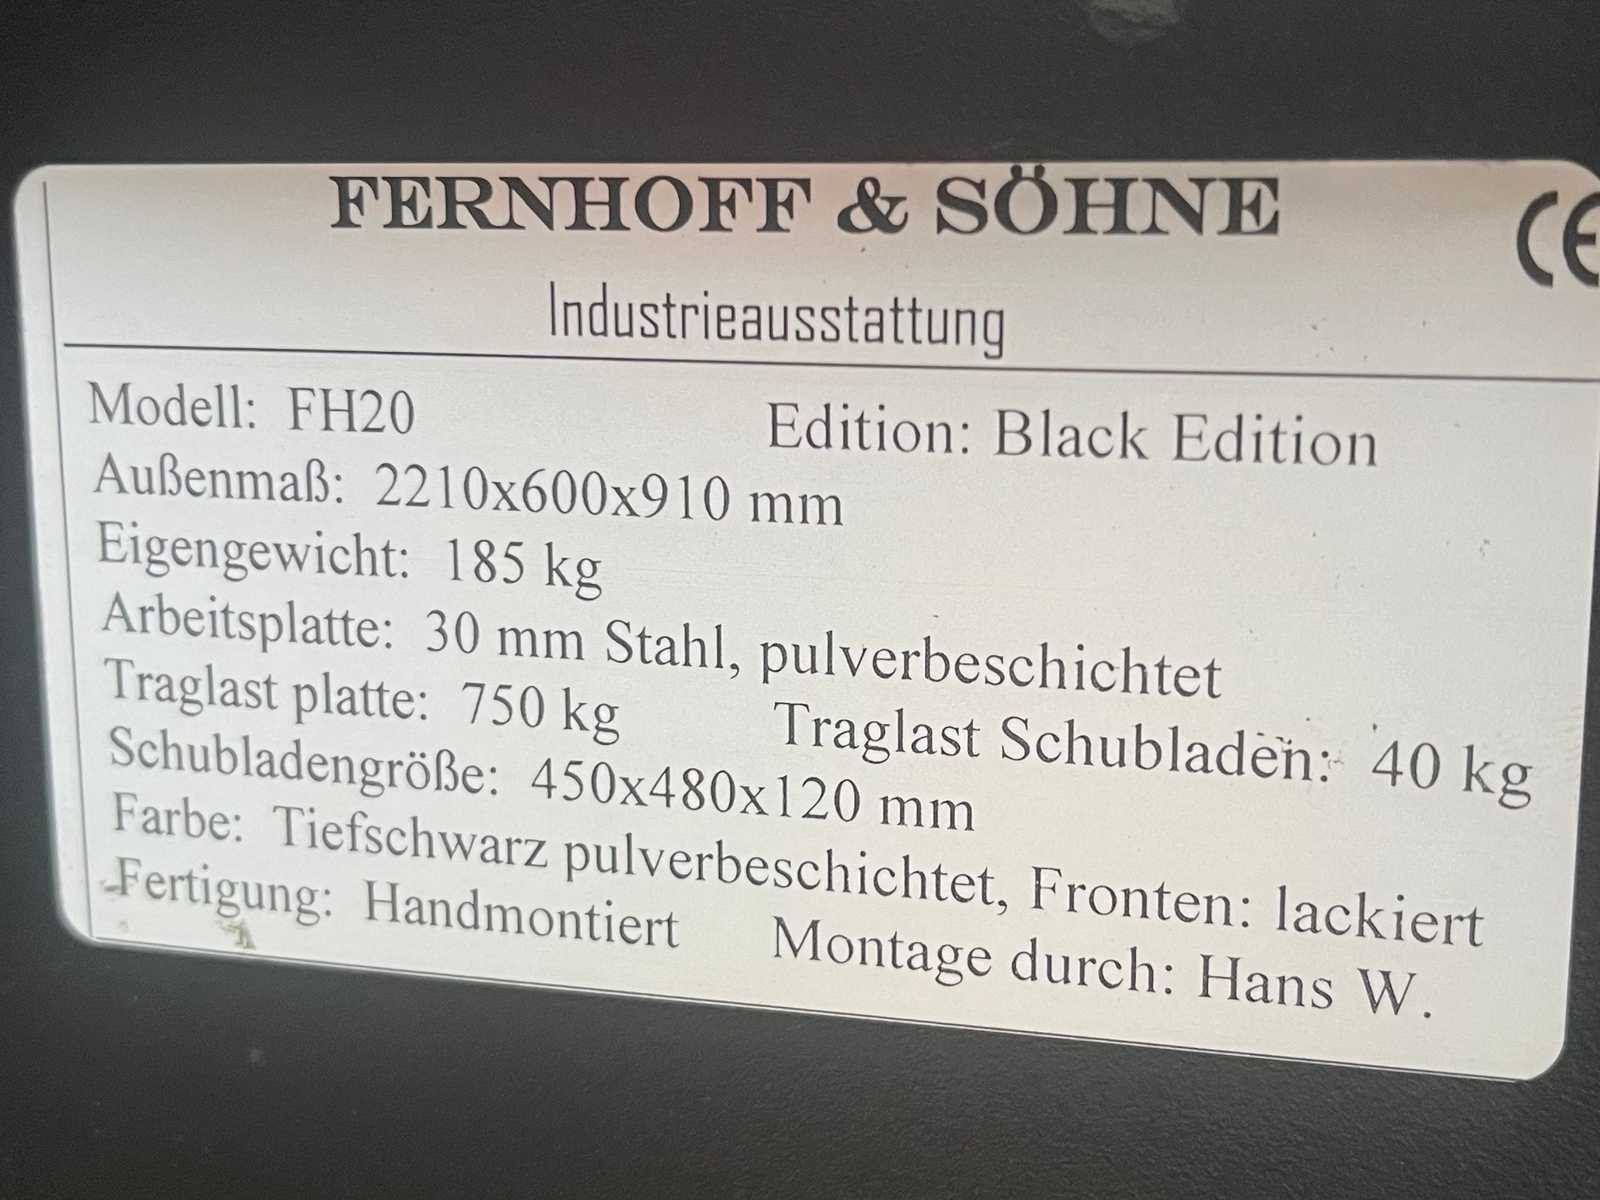 FERNHOFF & SÖHNE
CE
Industrieausstattung
Modell: FH20 Edition: Black Edition
Außenmaß: 2210x600x910 mm
Eigengewicht: 185 kg
Arbeitsplatte: 30 mm Stahl, pulverbeschichtet
Traglast platte: 750 kg Traglast Schubladen: 40 kg
Schubladengröße: 450x480x120 mm
Farbe: Tiefschwarz pulverbeschichtet, Fronten: lackiert
Fertigung: Handmontiert Montage durch: Hans W.